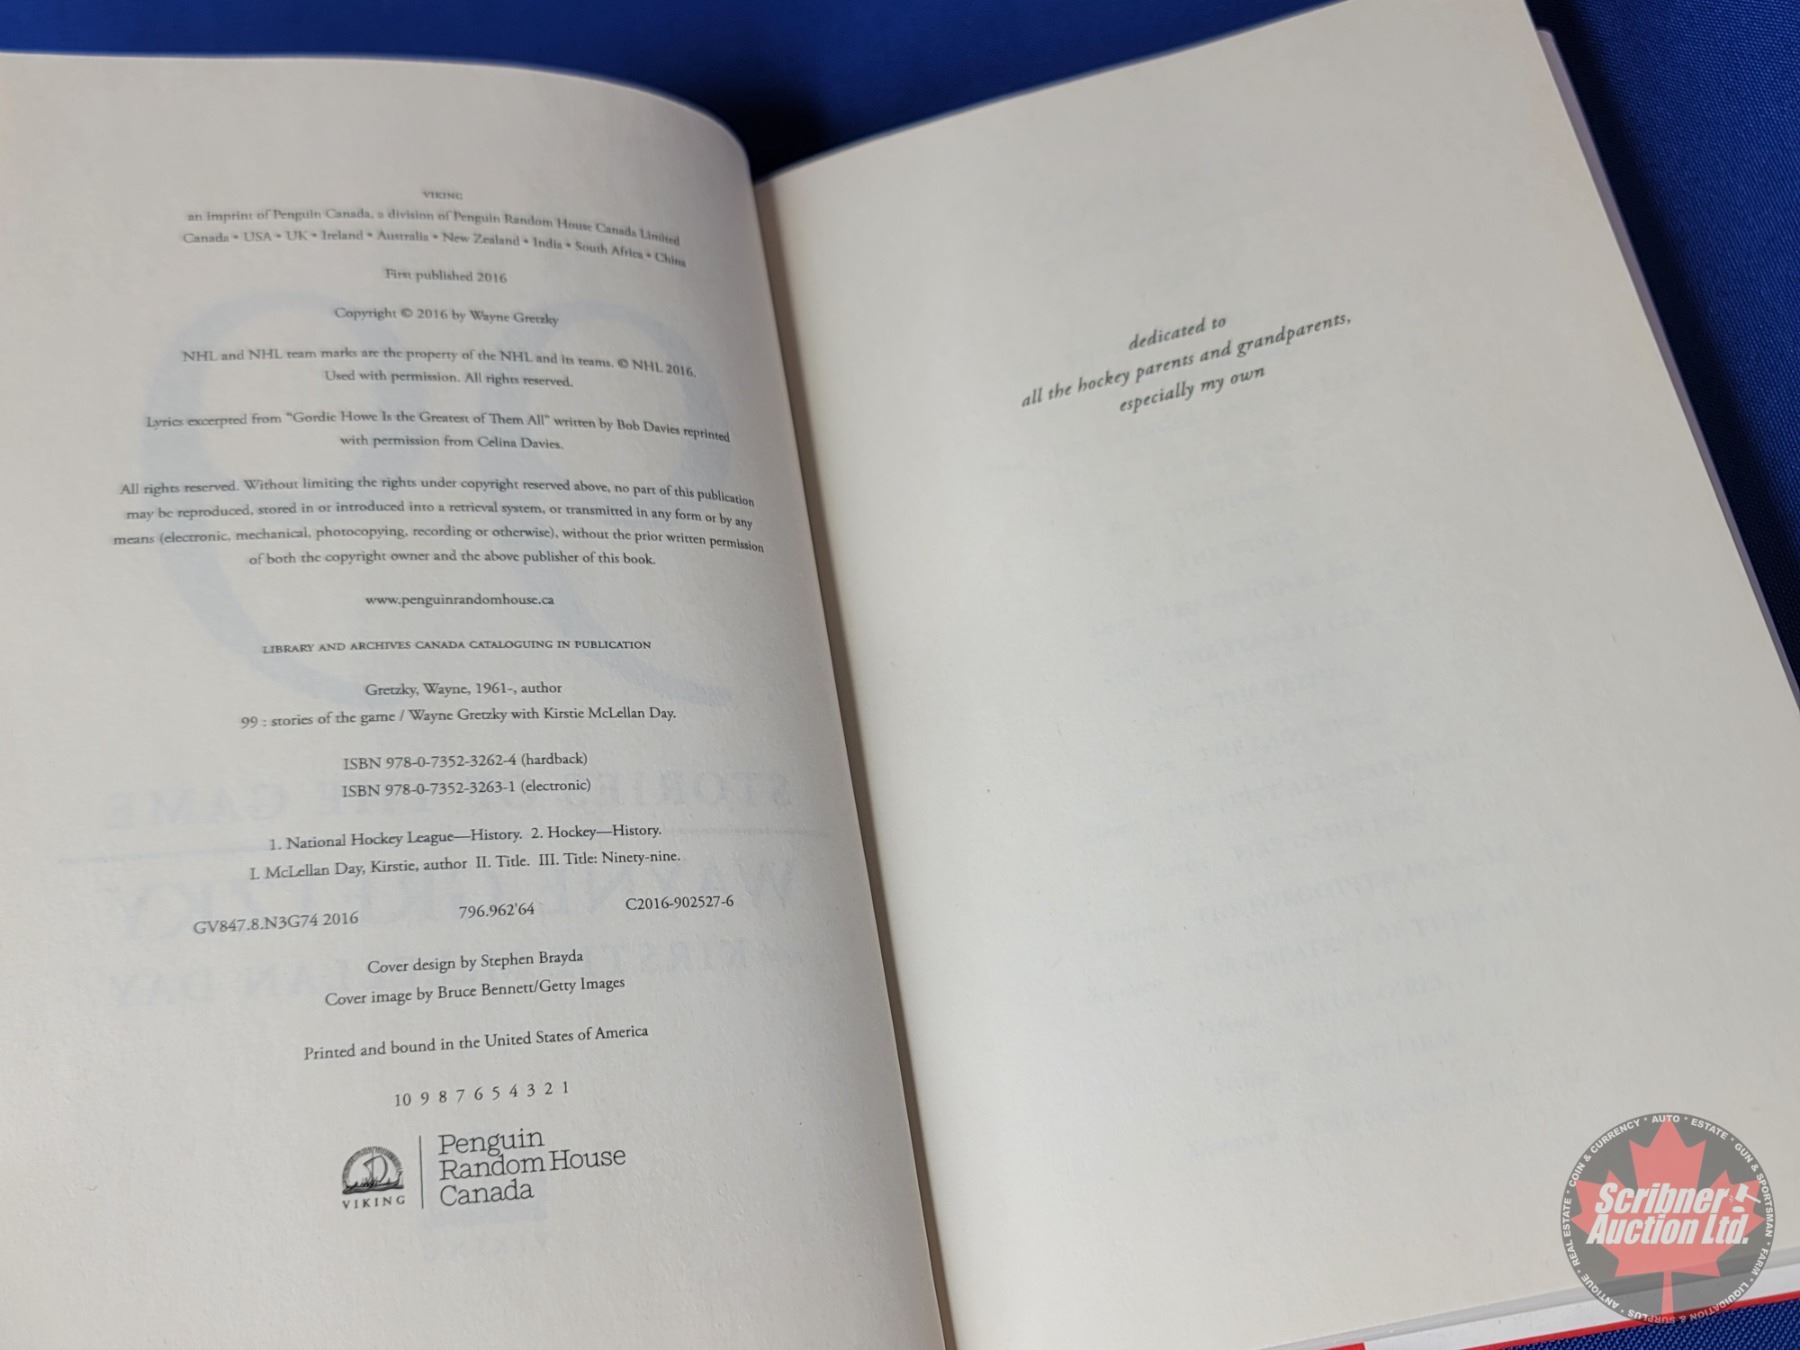 VIKING
an imprint of Penguin Canada, a division of Penguin Random House Canada Limited
Canada • USA • UK • Ireland • Australia • New Zealand • India • South Africa • China
First published 2016
Copyright © 2016 by Wayne Gretzky
NHL and NHL team marks are the property of the NHL and its teams. © NHL 2016.
Used with permission. All rights reserved.
Lyrics excerpted from "Gordie Howe Is the Greatest of Them All" written by Bob Davies reprinted
with permission from Celina Davies.
All rights reserved. Without limiting the rights under copyright reserved above, no part of this publication
may be reproduced, stored in or introduced into a retrieval system, or transmitted in any form or by any
means (electronic, mechanical, photocopying, recording or otherwise), without the prior written permission
of both the copyright owner and the above publisher of this book.
www.penguinrandomhouse.ca
LIBRARY AND ARCHIVES CANADA CATALOGUING IN PUBLICATION
Gretzky, Wayne, 1961-, author
99 : stories of the game / Wayne Gretzky with Kirstie McLellan Day.
ISBN 978-0-7352-3262-4 (hardback)
ISBN 978-0-7352-3263-1 (electronic)
1. National Hockey League—History. 2. Hockey—History.
I. McLellan Day, Kirstie, author II. Title. III. Title: Ninety-nine.
GV847.8.N3G74 2016 796.962'64 C2016-902527-6
Cover design by Stephen Brayda
Cover image by Bruce Bennett/Getty Images
Printed and bound in the United States of America
10 9 8 7 6 5 4 3 2 1
VIKING
Penguin
Random House
Canada
dedicated to
all the hockey parents and grandparents,
especially my own
Scribner
Auction Ltd.
COIN & CURRENCY • AUTO • ESTATE • GUN & SPORTSMAN • FARM • LIQUIDATION & SURPLUS • ANTIQUE • REAL ESTATE •